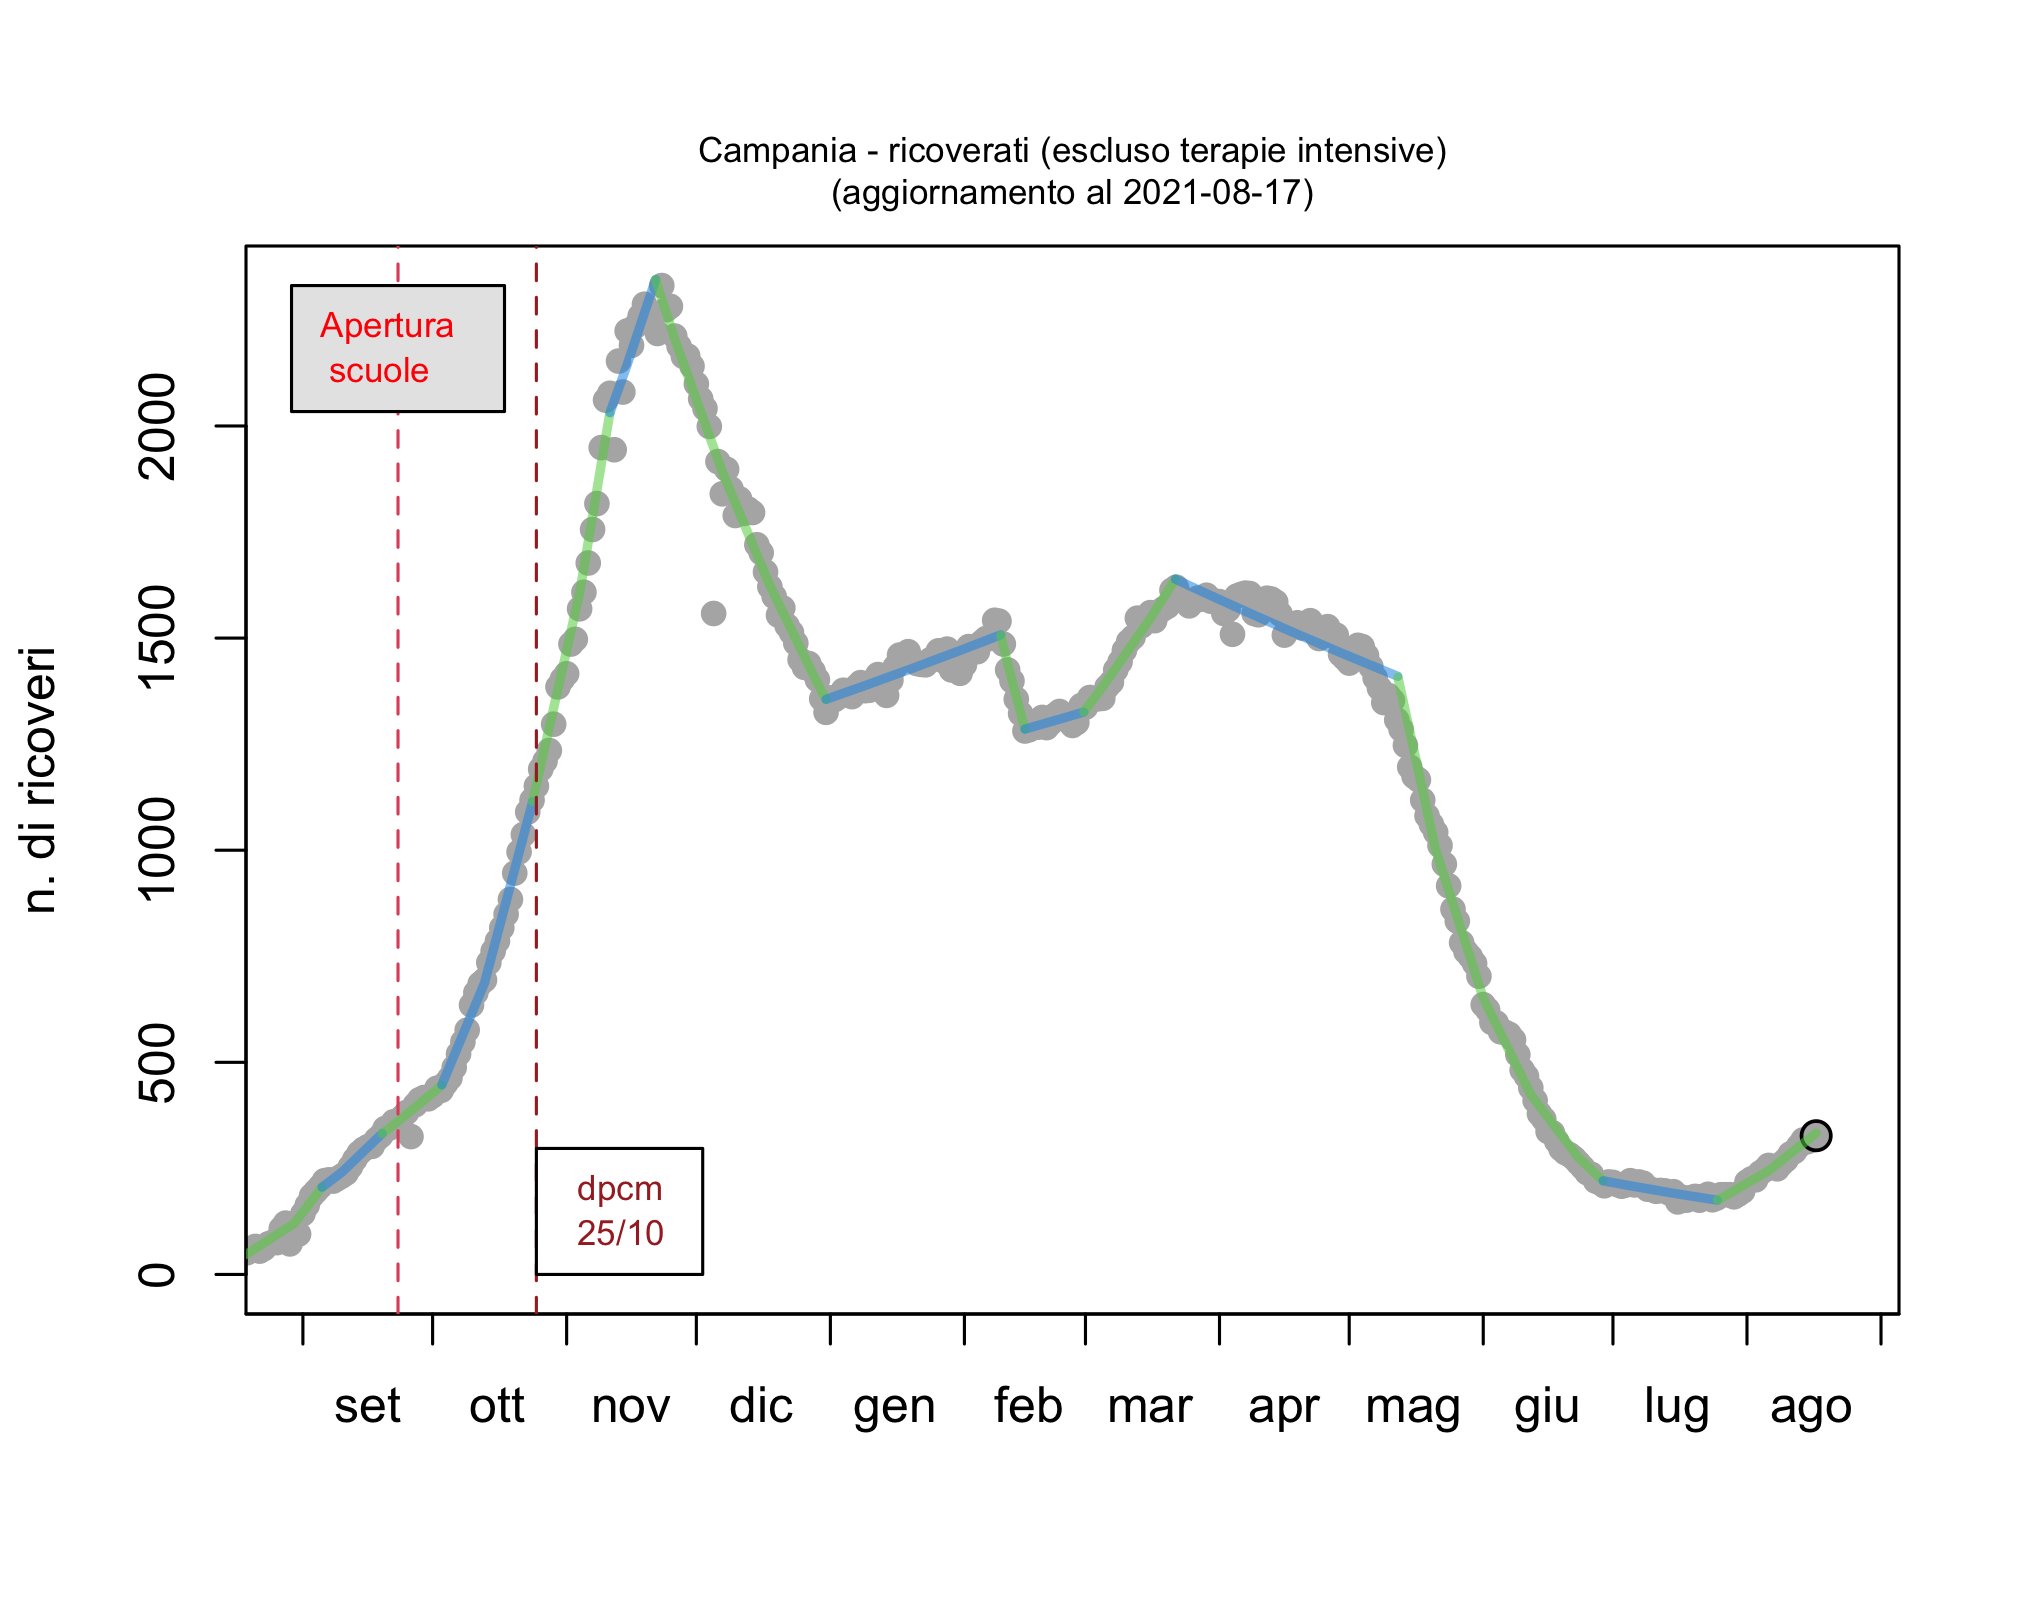 Campania - ricoverati (escluso terapie intensive)
(aggiornamento al 2021-08-17)
Apertura
scuole
dpcm
25/10
n. di ricoveri
2000
1500
1000
500
0
set ott nov dic gen feb mar apr mag giu lug ago